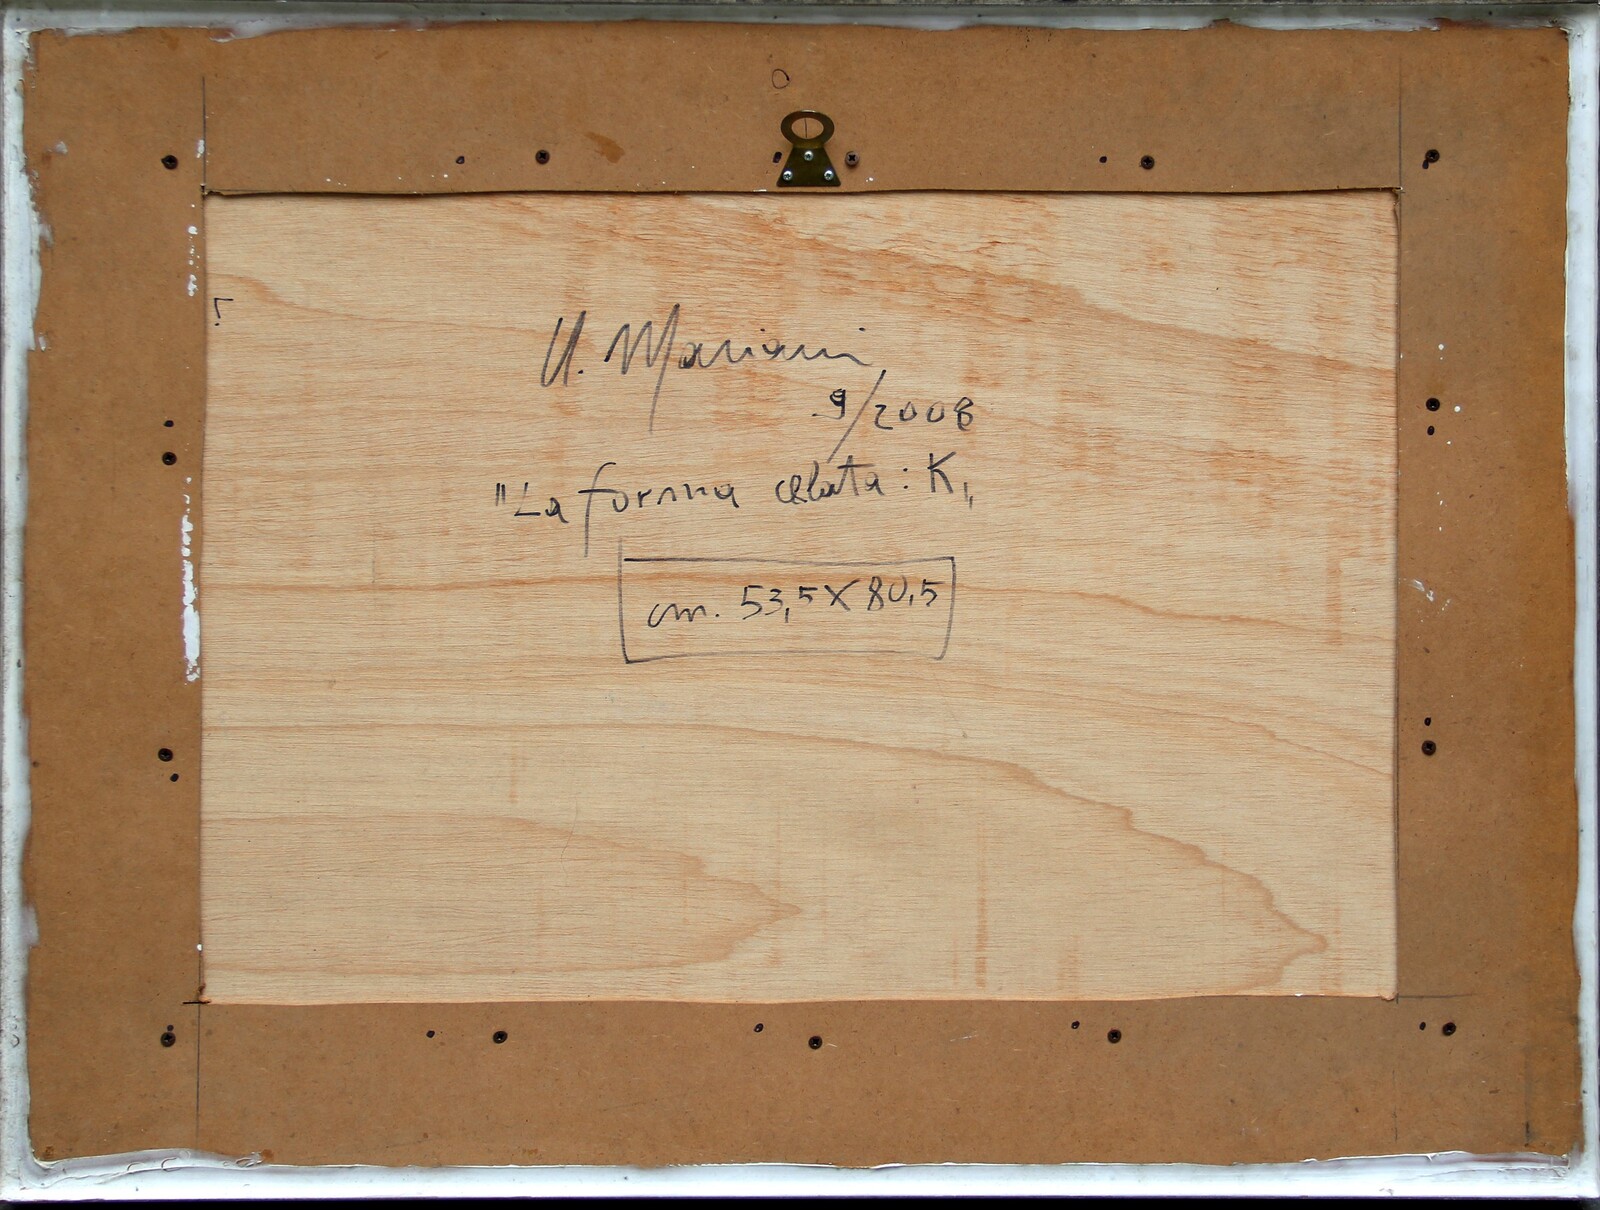 U. Mariani
9/2008
"La forma celata: K"
cm. 53,5 X 80,5